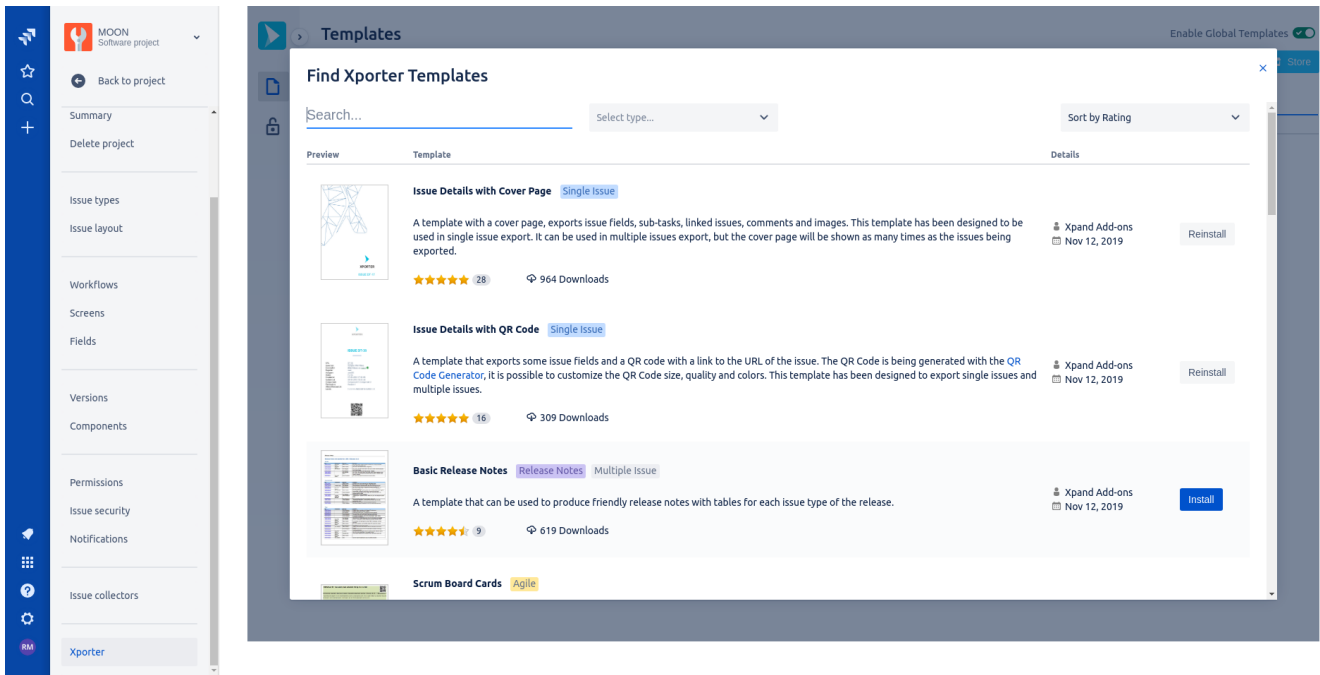 MOON
Software project
Back to project
Summary
Delete project
Issue types
Issue layout
Workflows
Screens
Fields
Versions
Components
Permissions
Issue security
Notifications
Issue collectors
Xporter
RM
Templates
Enable Global Templates
Store
Find Xporter Templates
Search...
Select type...
Sort by Rating
Preview
Template
Details
Issue Details with Cover Page Single Issue
A template with a cover page, exports issue fields, sub-tasks, linked issues, comments and images. This template has been designed to be
used in single issue export. It can be used in multiple issues export, but the cover page will be shown as many times as the issues being
exported.
28
964 Downloads
Xpand Add-ons
Nov 12, 2019
Reinstall
Issue Details with QR Code Single Issue
A template that exports some issue fields and a QR code with a link to the URL of the issue. The QR Code is being generated with the QR
Code Generator, it is possible to customize the QR Code size, quality and colors. This template has been designed to export single issues and
multiple issues.
16
309 Downloads
Xpand Add-ons
Nov 12, 2019
Reinstall
Basic Release Notes Release Notes Multiple Issue
A template that can be used to produce friendly release notes with tables for each issue type of the release.
9
619 Downloads
Xpand Add-ons
Nov 12, 2019
Install
Scrum Board Cards Agile